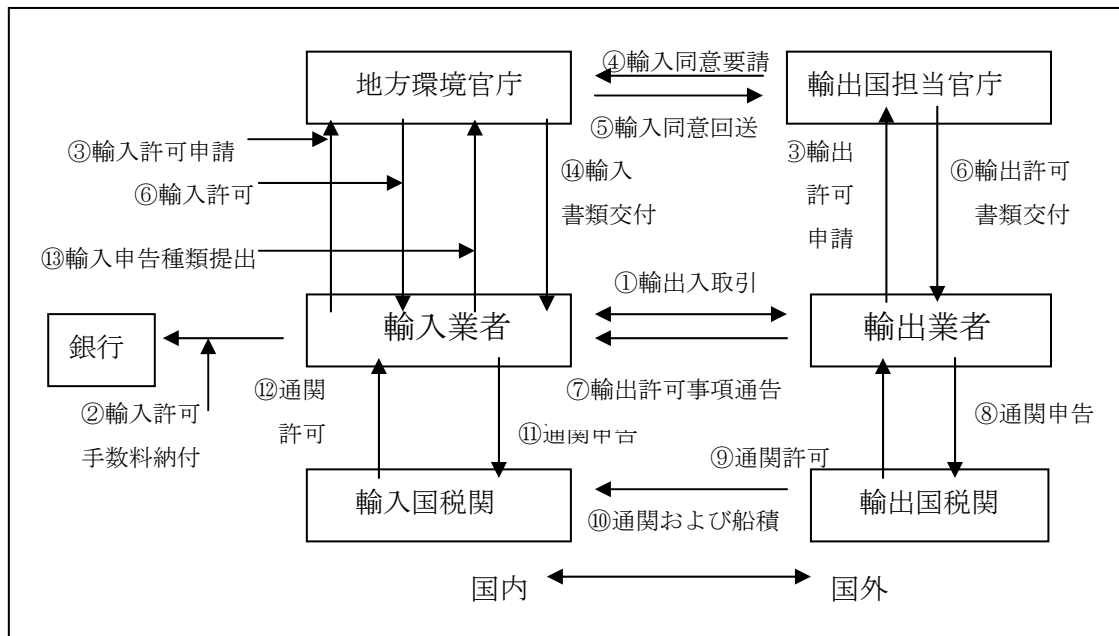 ④輸入同意要請
地方環境官庁
輸出国担当官庁
⑤輸入同意回送
③輸入許可申請
⑥輸入許可
⑬輸入申告種類提出
⑭輸入
書類交付
③輸出
許可
申請
⑥輸出許可
書類交付
①輸出入取引
銀行
輸入業者
輸出業者
②輸入許可
手数料納付
⑫通関
許可
⑦輸出許可事項通告
⑪通関申告
⑧通関申告
⑨通関許可
輸入国税関
輸出国税関
⑩通関および船積
国内
国外